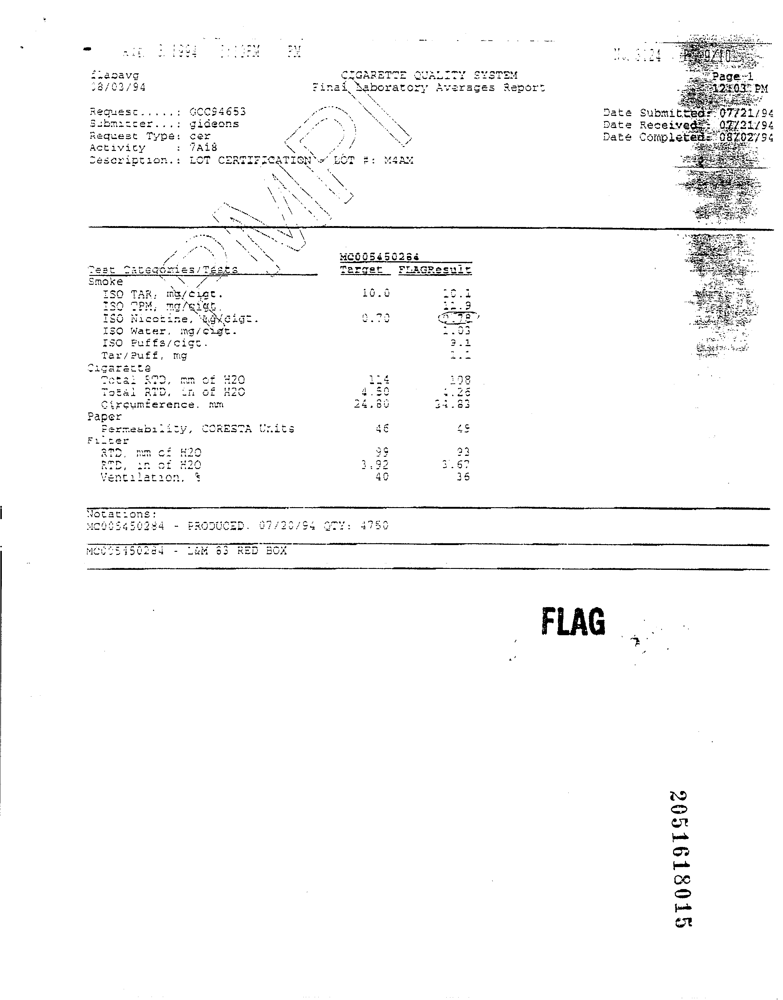 Aug. 3. 1994 PM No. 3124
flagavg CIGARETTE QUALITY SYSTEM Page 1
08/03/94 Final Laboratory Averages Report 12:03 PM
Request.....: GCC94653 Date Submitted: 07/21/94
Submitter...: gideons Date Received: 07/21/94
Request Type: cer Date Completed: 08/02/94
Activity : 7A18
Description.: LOT CERTIFICATION - LOT #: M4AM
MC005450284
Test Categories/Tests Target FLAGResult
Smoke
ISO TAR, mg/cigt. 10.0 10.1
ISO TPM, mg/cigt. 11.9
ISO Nicotine, mg/cigt. 0.70 0.78
ISO Water, mg/cigt. 1.03
ISO Puffs/cigt. 9.1
Tar/Puff, mg 1.1
Cigarette
Total RTD, mm of H2O 114 108
Total RTD, in of H2O 4.50 4.26
Circumference, mm 24.80 24.83
Paper
Permeability, CORESTA Units 46 49
Filter
RTD, mm of H2O 99 93
RTD, in of H2O 3.92 3.67
Ventilation, % 40 36
Notations:
MC005450284 - PRODUCED. 07/20/94 QTY: 4750
MC005450284 - L&M 83 RED BOX
FLAG
2051618015